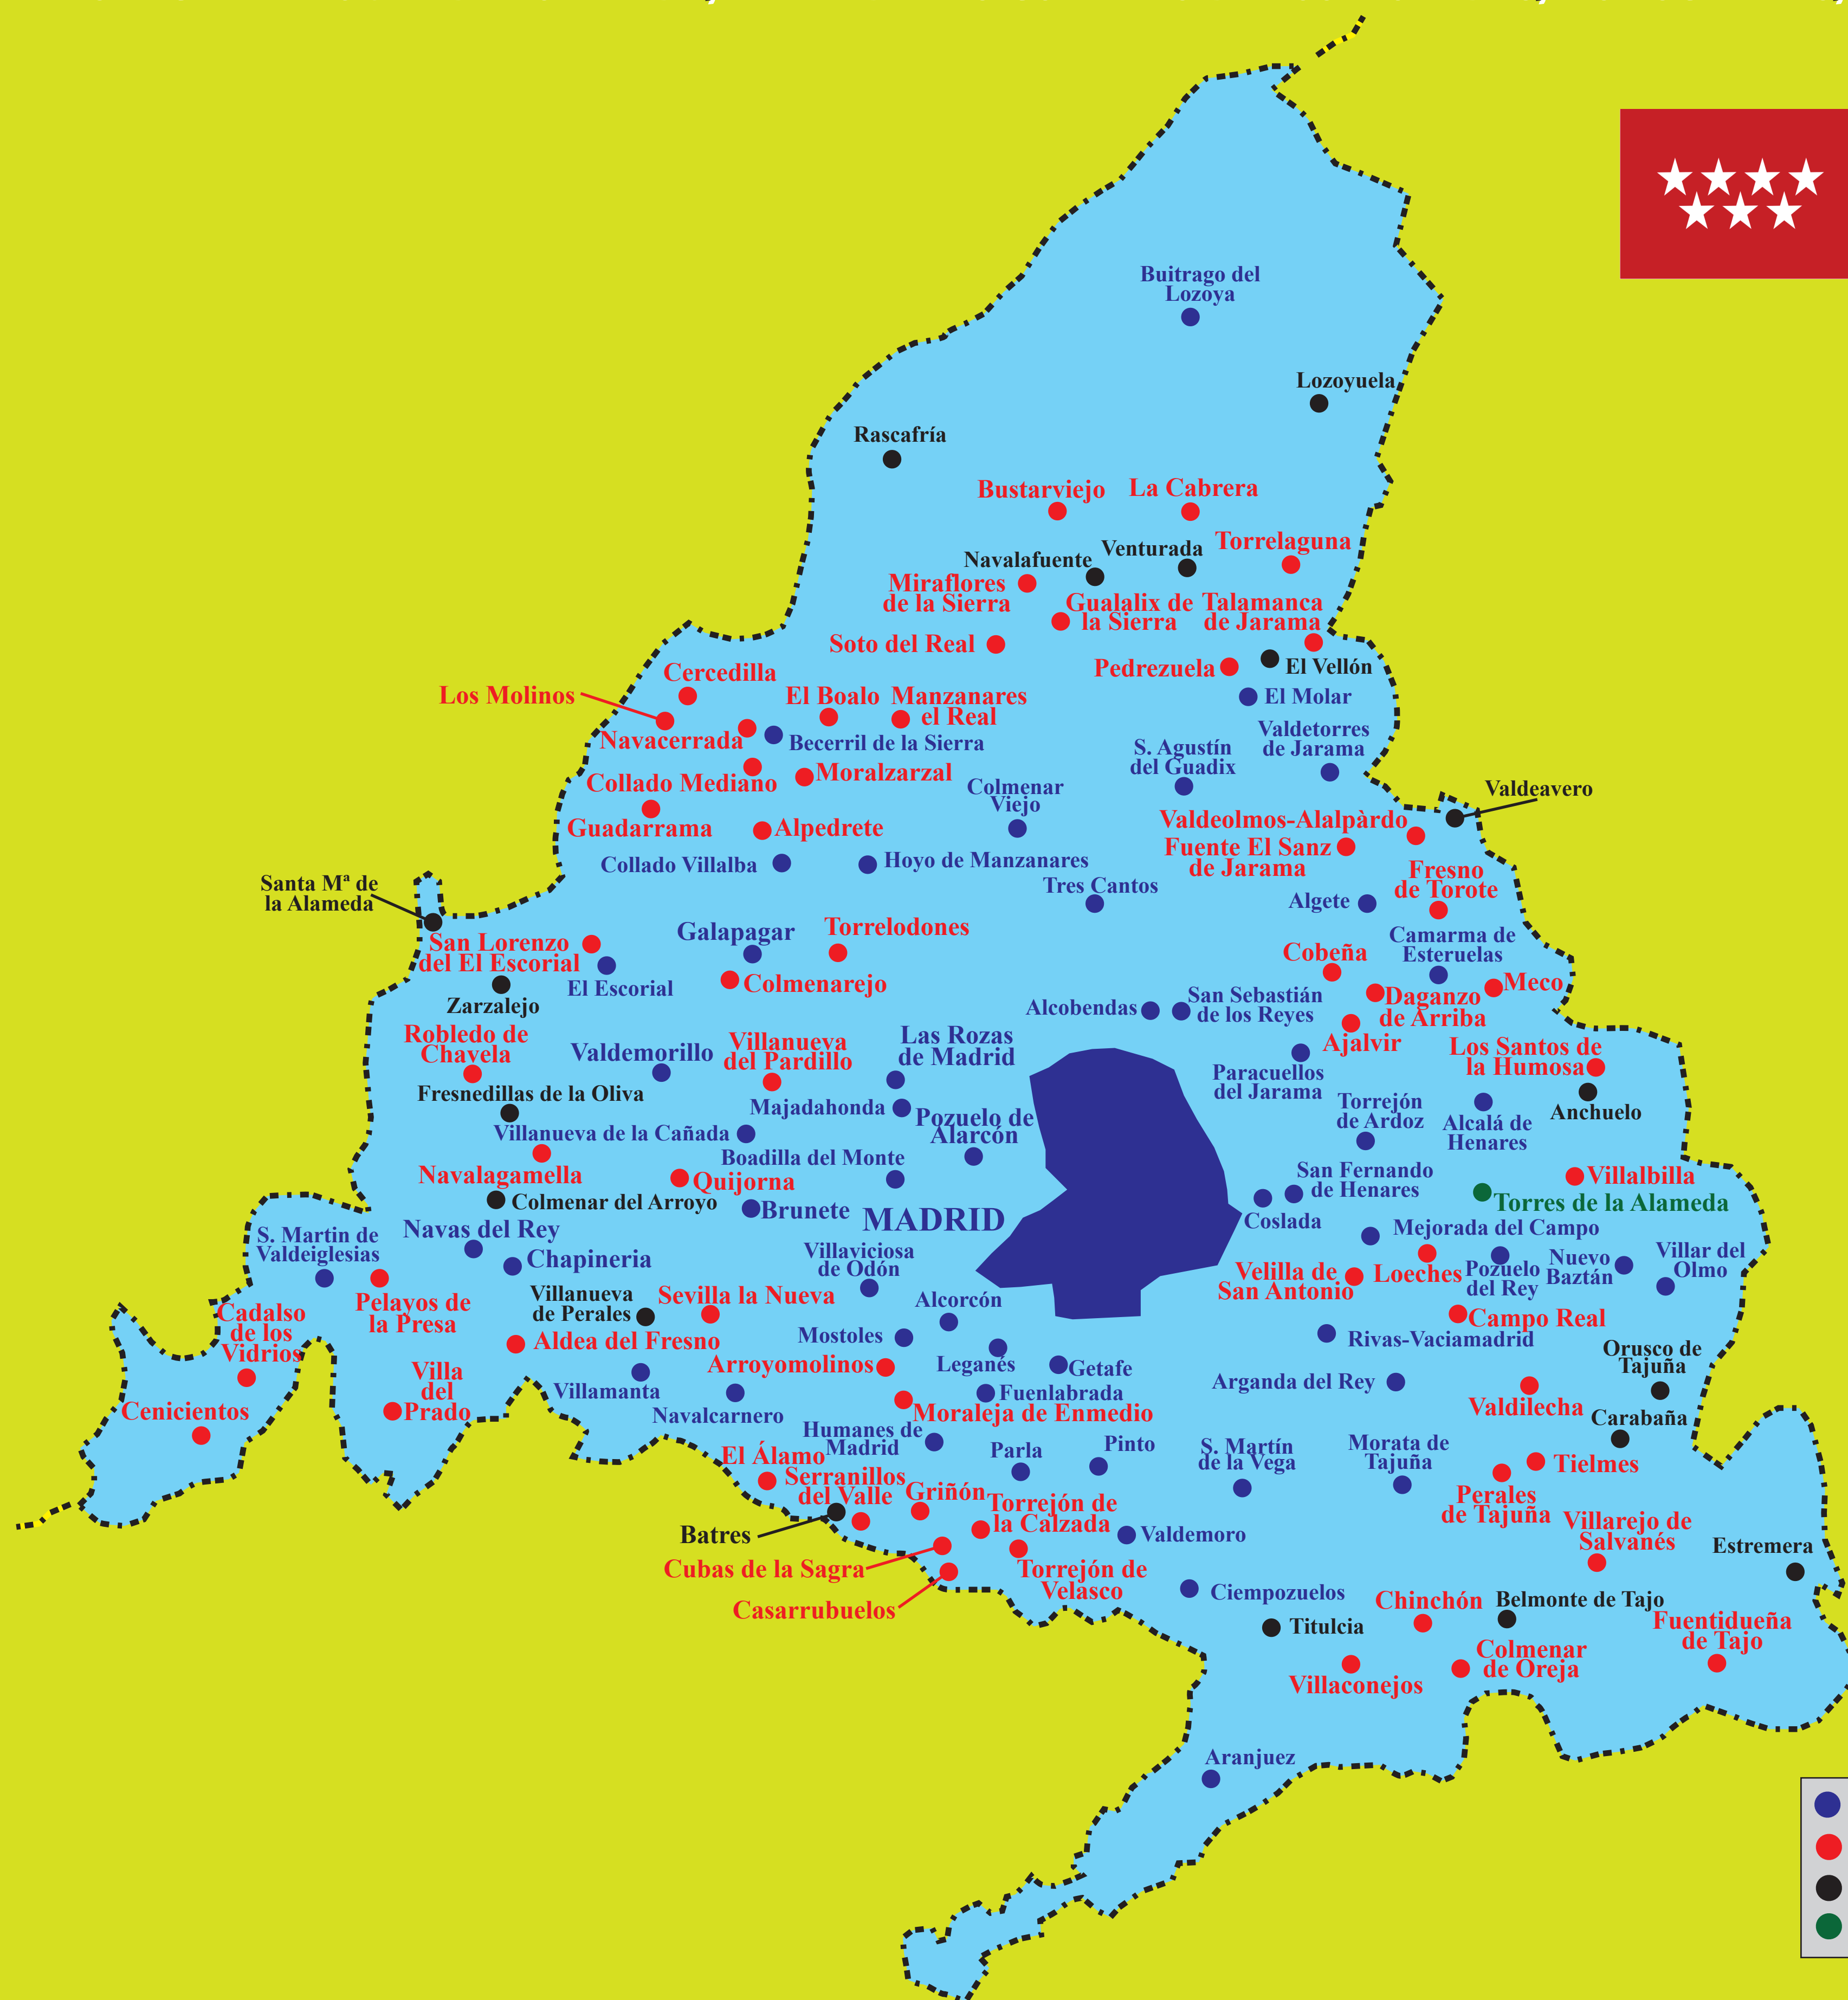 Buitrago del
Lozoya
Lozoyuela
Rascafría
Bustarviejo
La Cabrera
Torrelaguna
Venturada
Navalafuente
Miraflores
de la Sierra
Gualalix de
la Sierra
Talamanca
de Jarama
Soto del Real
Pedrezuela
El Vellón
Cercedilla
Los Molinos
El Boalo
Manzanares
el Real
El Molar
Navacerrada
Becerril de la Sierra
Valdetorres
de Jarama
S. Agustín
del Guadix
Collado Mediano
Moralzarzal
Colmenar
Viejo
Valdeavero
Guadarrama
Alpedrete
Valdeolmos-Alalpàrdo
Fuente El Sanz
de Jarama
Collado Villalba
Hoyo de Manzanares
Fresno
de Torote
Santa Mª de
la Alameda
Tres Cantos
Algete
Galapagar
Torrelodones
San Lorenzo
del El Escorial
Camarma de
Esteruelas
Cobeña
El Escorial
Colmenarejo
Meco
Zarzalejo
Alcobendas
San Sebastián
de los Reyes
Daganzo
de Arriba
Robledo de
Chavela
Valdemorillo
Villanueva
del Pardillo
Las Rozas
de Madrid
Ajalvir
Los Santos de
la Humosa
Paracuellos
del Jarama
Fresnedillas de la Oliva
Majadahonda
Torrejón
de Ardoz
Anchuelo
Alcalá de
Henares
Pozuelo de
Alarcón
Villanueva de la Cañada
Boadilla del Monte
Navalagamella
Quijorna
San Fernando
de Henares
Villalbilla
Colmenar del Arroyo
Brunete
MADRID
Coslada
Torres de la Alameda
Navas del Rey
S. Martin de
Valdeiglesias
Chapineria
Villaviciosa
de Odón
Mejorada del Campo
Nuevo
Baztán
Villar del
Olmo
Velilla de
San Antonio
Loeches
Pozuelo
del Rey
Pelayos de
la Presa
Villanueva
de Perales
Sevilla la Nueva
Alcorcón
Cadalso
de los
Vidrios
Campo Real
Aldea del Fresno
Mostoles
Rivas-Vaciamadrid
Orusco de
Tajuña
Arroyomolinos
Leganés
Getafe
Villa
del
Prado
Villamanta
Navalcarnero
Fuenlabrada
Arganda del Rey
Cenicientos
Moraleja de Enmedio
Valdilecha
Carabaña
Humanes de
Madrid
Parla
Pinto
S. Martín
de la Vega
Morata de
Tajuña
El Álamo
Tielmes
Serranillos
del Valle
Griñón
Torrejón de
la Calzada
Perales
de Tajuña
Villarejo de
Salvanés
Batres
Valdemoro
Estremera
Cubas de la Sagra
Torrejón de
Velasco
Ciempozuelos
Chinchón
Belmonte de Tajo
Casarrubuelos
Titulcia
Fuentidueña
de Tajo
Colmenar
de Oreja
Villaconejos
Aranjuez